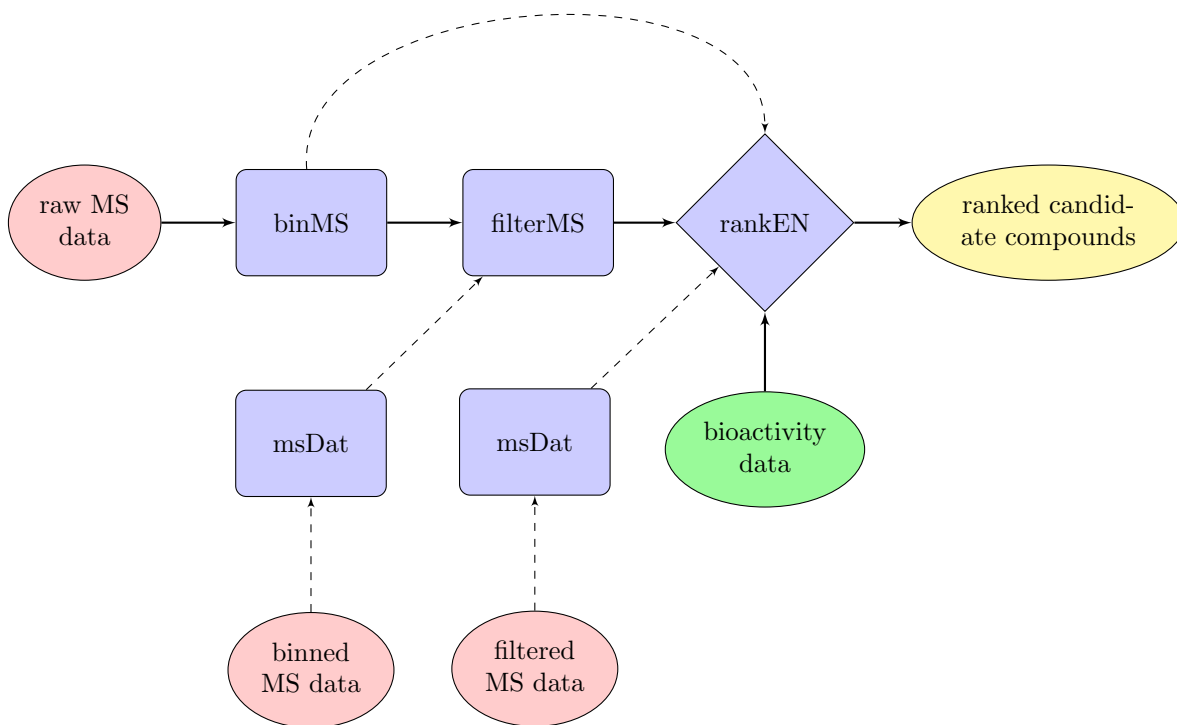 raw MS
data
binMS
filterMS
rankEN
ranked candid-
ate compounds
msDat
msDat
bioactivity
data
binned
MS data
filtered
MS data